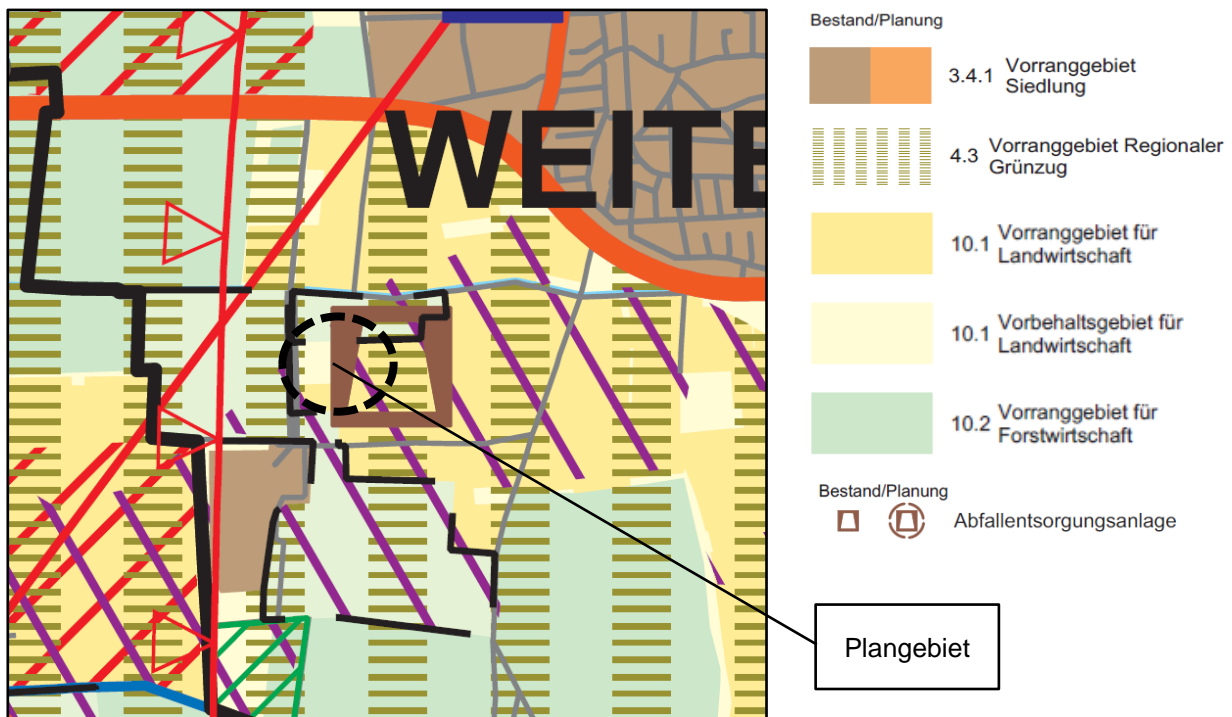 WEITE
Bestand/Planung
3.4.1 Vorranggebiet
Siedlung
4.3 Vorranggebiet Regionaler
Grünzug
10.1 Vorranggebiet für
Landwirtschaft
10.1 Vorbehaltsgebiet für
Landwirtschaft
10.2 Vorranggebiet für
Forstwirtschaft
Bestand/Planung
Abfallentsorgungsanlage
Plangebiet